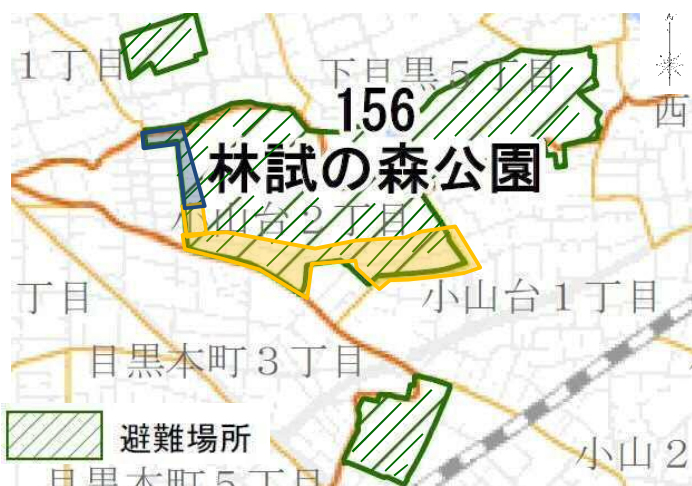 1丁目
下目黒5丁目
156
西
林試の森公園
小山台2丁目
丁目
小山台1丁目
目黒本町3丁目
避難場所
小山2
目黒本町5丁目